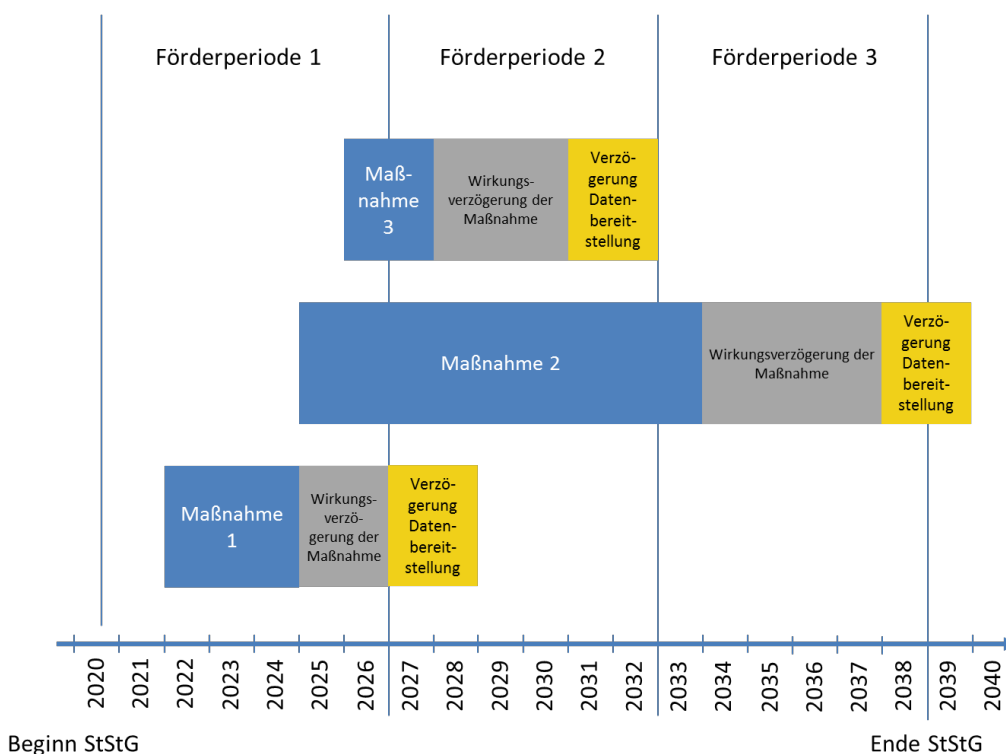 Förderperiode 1
Förderperiode 2
Förderperiode 3
Maß-
nahme
3
Wirkungs-
verzögerung der
Maßnahme
Verzö-
gerung
Daten-
bereit-
stellung
Maßnahme 2
Wirkungsverzögerung der
Maßnahme
Verzö-
gerung
Daten-
bereit-
stellung
Maßnahme
1
Wirkungs-
verzö-
gerung der
Maßnahme
Verzö-
gerung
Daten-
bereit-
stellung
2020
2021
2022
2023
2024
2025
2026
2027
2028
2029
2030
2031
2032
2033
2034
2035
2036
2037
2038
2039
2040
Beginn StStG
Ende StStG